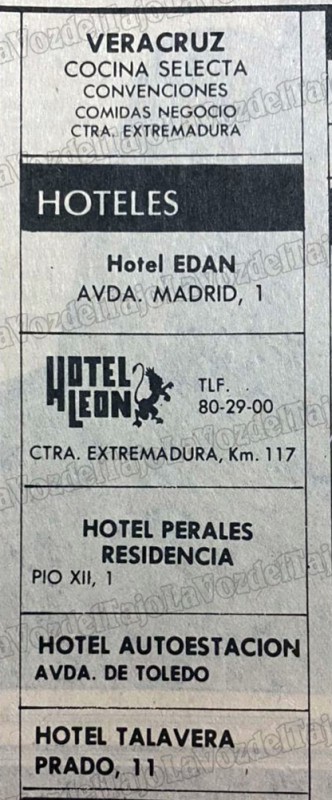 VERACRUZ
COCINA SELECTA
CONVENCIONES
COMIDAS NEGOCIO
CTRA. EXTREMADURA
HOTELES
Hotel EDAN
AVDA. MADRID, 1
HOTEL LEON
TLF.
80-29-00
CTRA. EXTREMADURA, Km. 117
HOTEL PERALES
RESIDENCIA
PIO XII, 1
HOTEL AUTOESTACION
AVDA. DE TOLEDO
HOTEL TALAVERA
PRADO, 11
LaVozdelTajo